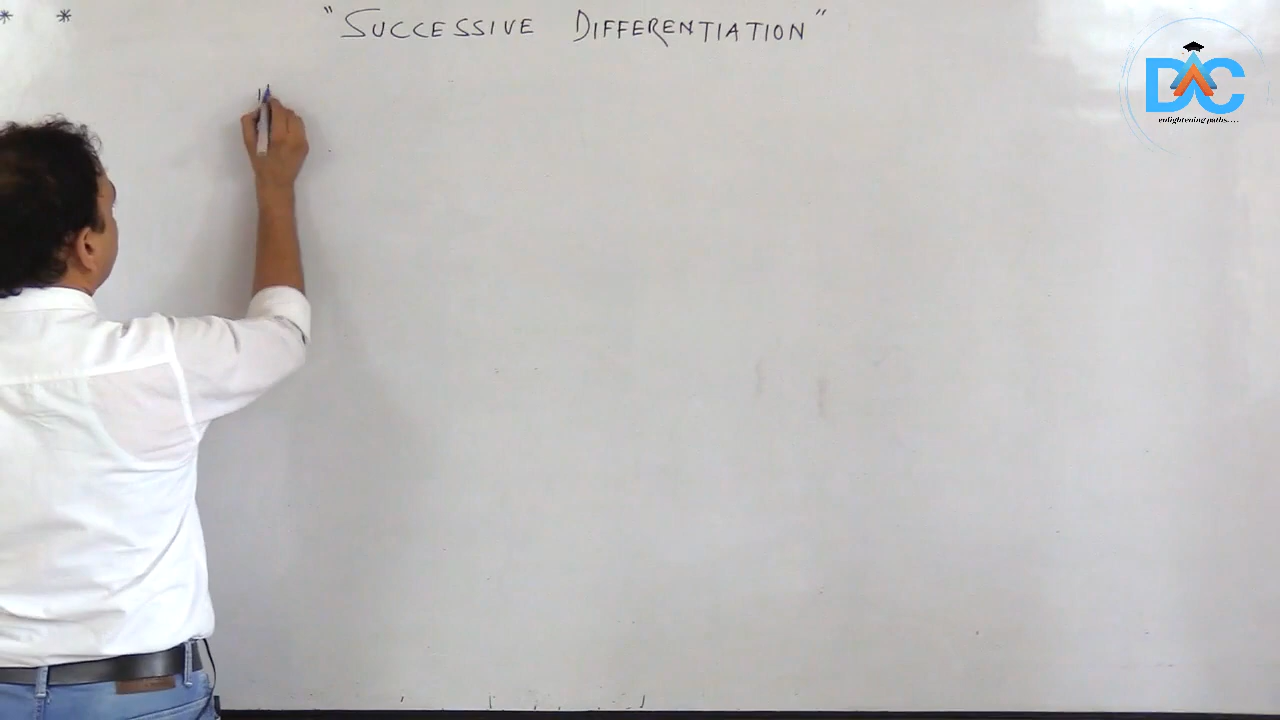 * * "SUCCESSIVE DIFFERENTIATION"
DAC
enlightening paths....